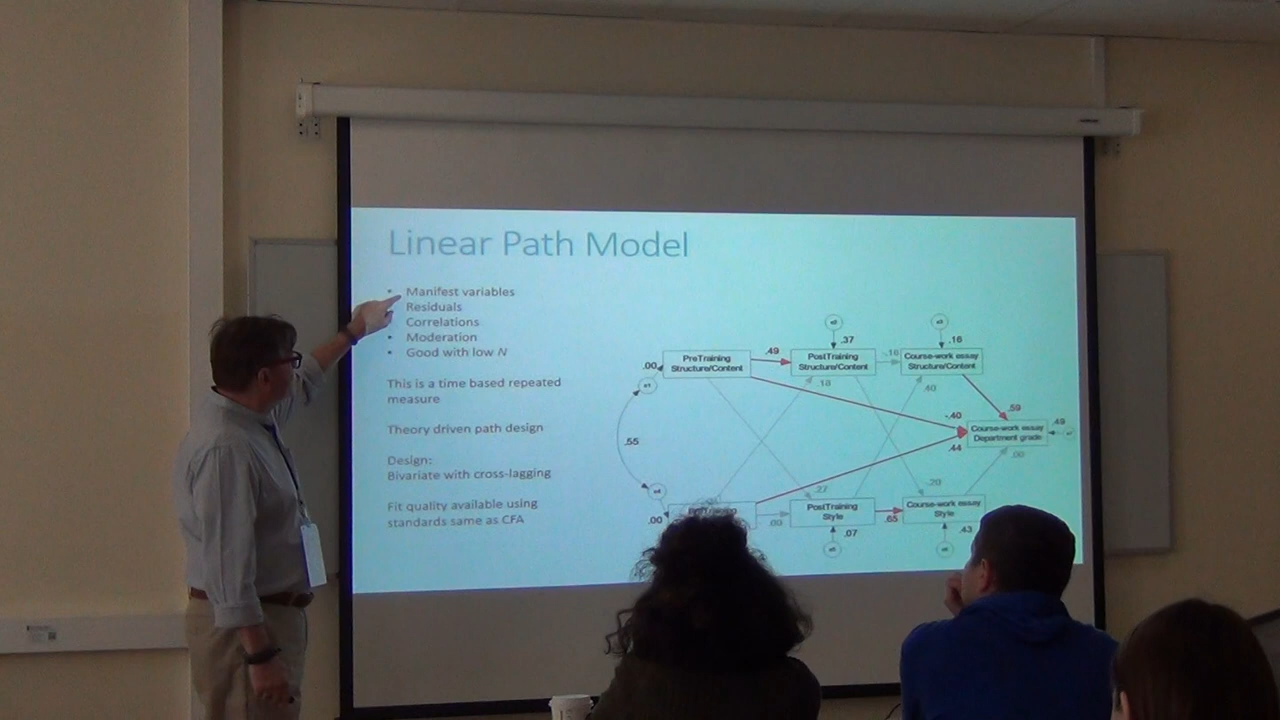 Linear Path Model
• Manifest variables
Residuals
Correlations
• Moderation
• Good with low N
This is a time based repeated
measure
Theory driven path design
Design:
Bivariate with cross-lagging
Fit quality available using
standards same as CFA
.37
.16
.00
PreTraining
Structure/Content
.49
PostTraining
Structure/Content
Course-work essay
Structure/Content
.18
.40
-.40
.59
.55
Course-work essay
Department grade
.49
.44
.00
.27
-.20
.00
PostTraining
Style
.65
Course-work essay
Style
.00
.07
.43